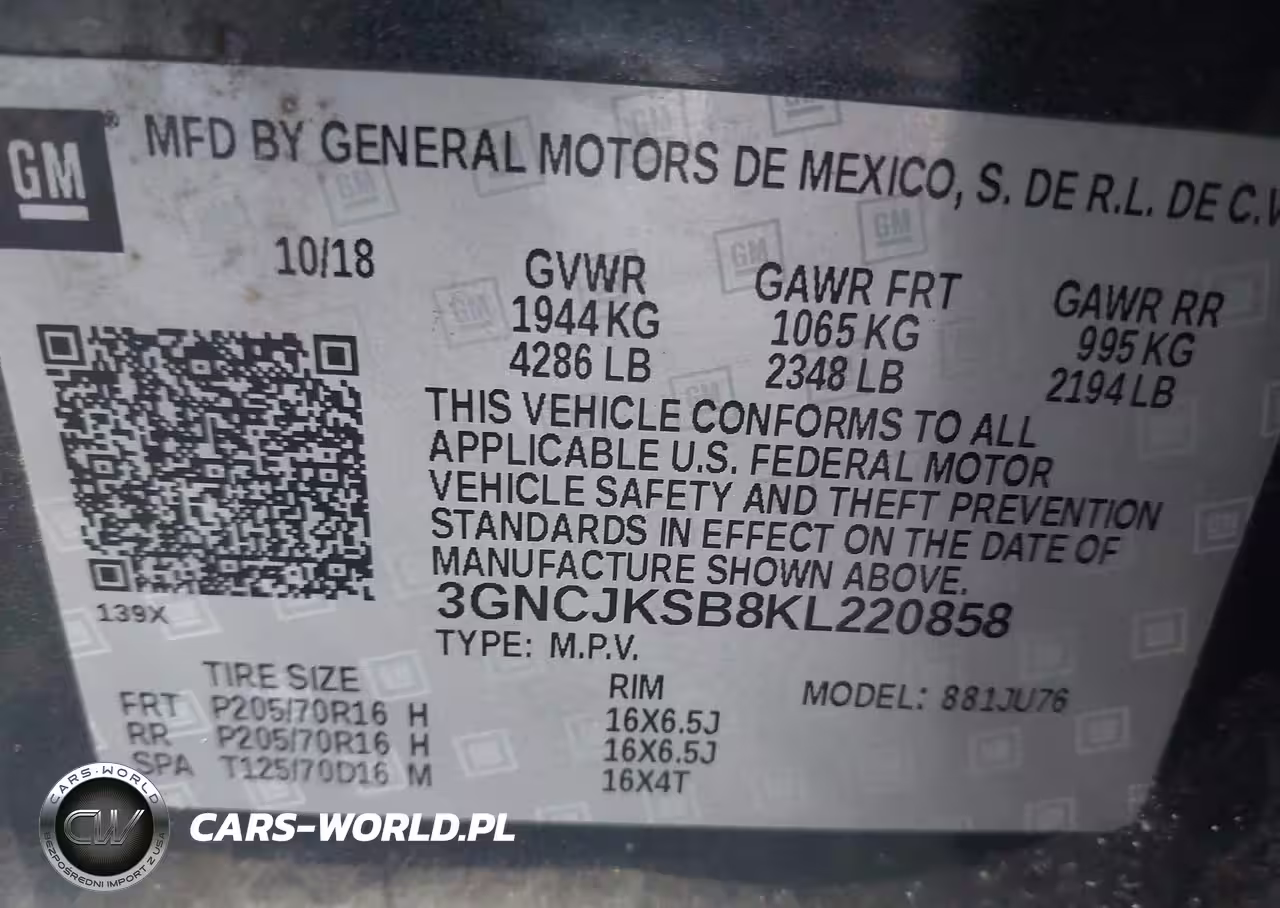 GM® MFD BY GENERAL MOTORS DE MEXICO, S. DE R.L. DE C.V
10/18
GVWR GAWR FRT GAWR RR
1944 KG 1065 KG 995 KG
4286 LB 2348 LB 2194 LB
THIS VEHICLE CONFORMS TO ALL
APPLICABLE U.S. FEDERAL MOTOR
VEHICLE SAFETY AND THEFT PREVENTION
STANDARDS IN EFFECT ON THE DATE OF
MANUFACTURE SHOWN ABOVE.
139X
3GNCJKSB8KL220858
TYPE: M.P.V.
TIRE SIZE RIM MODEL: 881JU76
FRT P205/70R16 H 16X6.5J
RR P205/70R16 H 16X6.5J
SPA T125/70D16 M 16X4T
CARS-WORLD
CW
BEZPOŚREDNI IMPORT Z USA
CARS-WORLD.PL